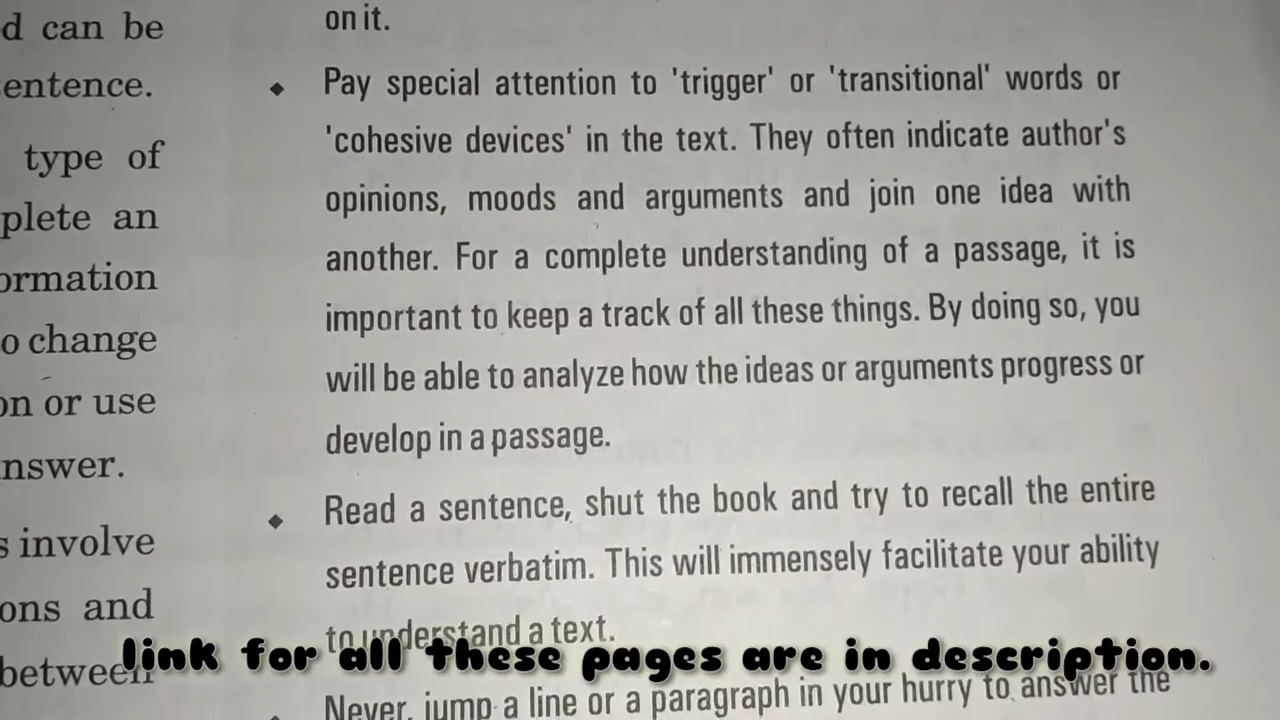 d can be
entence.
type of
plete an
ormation
o change
on or use
nswer.
s involve
ons and
between
on it.
◆ Pay special attention to 'trigger' or 'transitional' words or
'cohesive devices' in the text. They often indicate author's
opinions, moods and arguments and join one idea with
another. For a complete understanding of a passage, it is
important to keep a track of all these things. By doing so, you
will be able to analyze how the ideas or arguments progress or
develop in a passage.
◆ Read a sentence, shut the book and try to recall the entire
sentence verbatim. This will immensely facilitate your ability
to understand a text.
◆ Never, jump a line or a paragraph in your hurry to answer the
link for all these pages are in description.